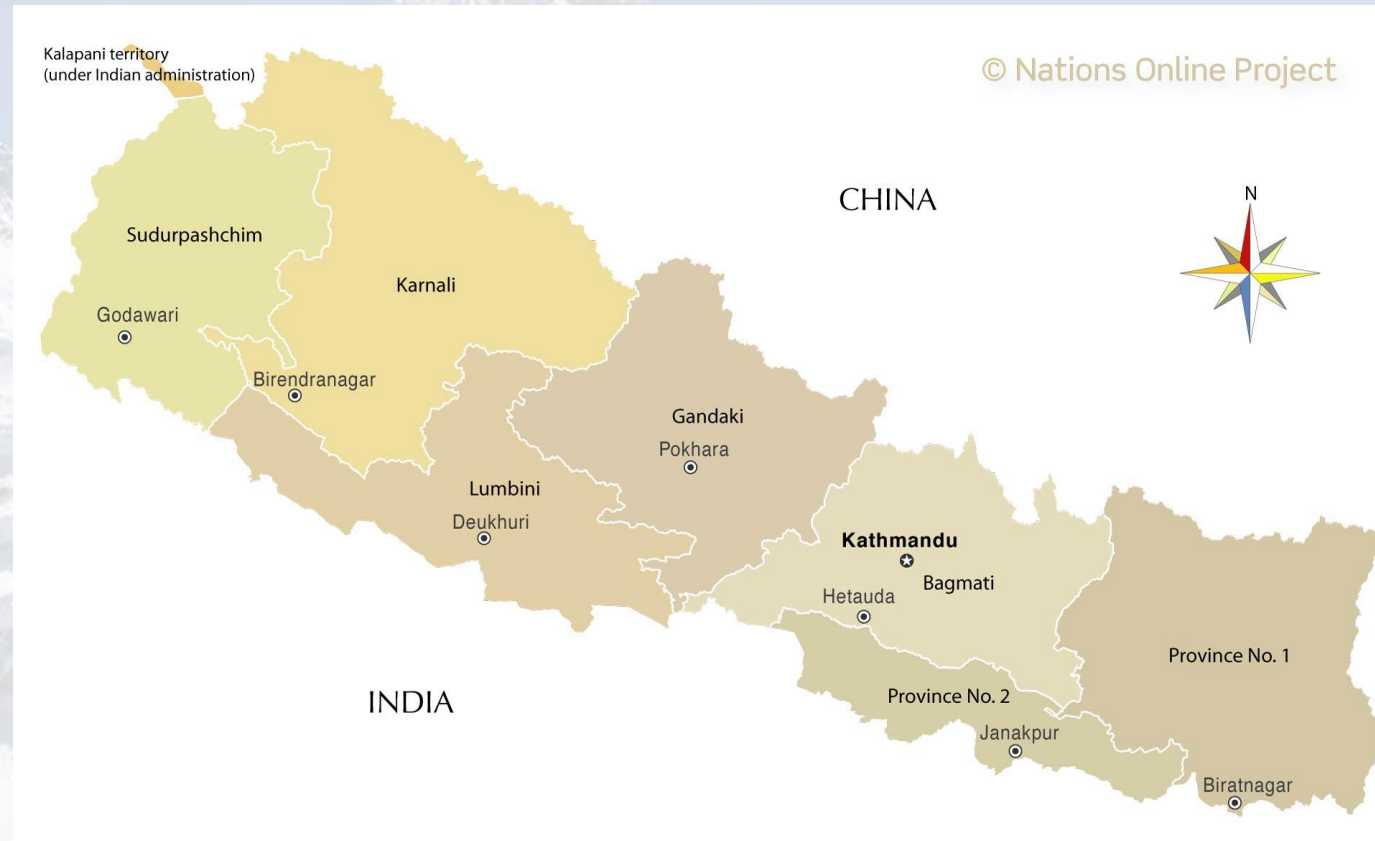 Kalapani territory
(under Indian administration)
© Nations Online Project
CHINA
N
Sudurpashchim
Karnali
Godawari
Birendranagar
Gandaki
Pokhara
Lumbini
Deukhuri
Kathmandu
Bagmati
Hetauda
Province No. 1
INDIA
Province No. 2
Janakpur
Biratnagar